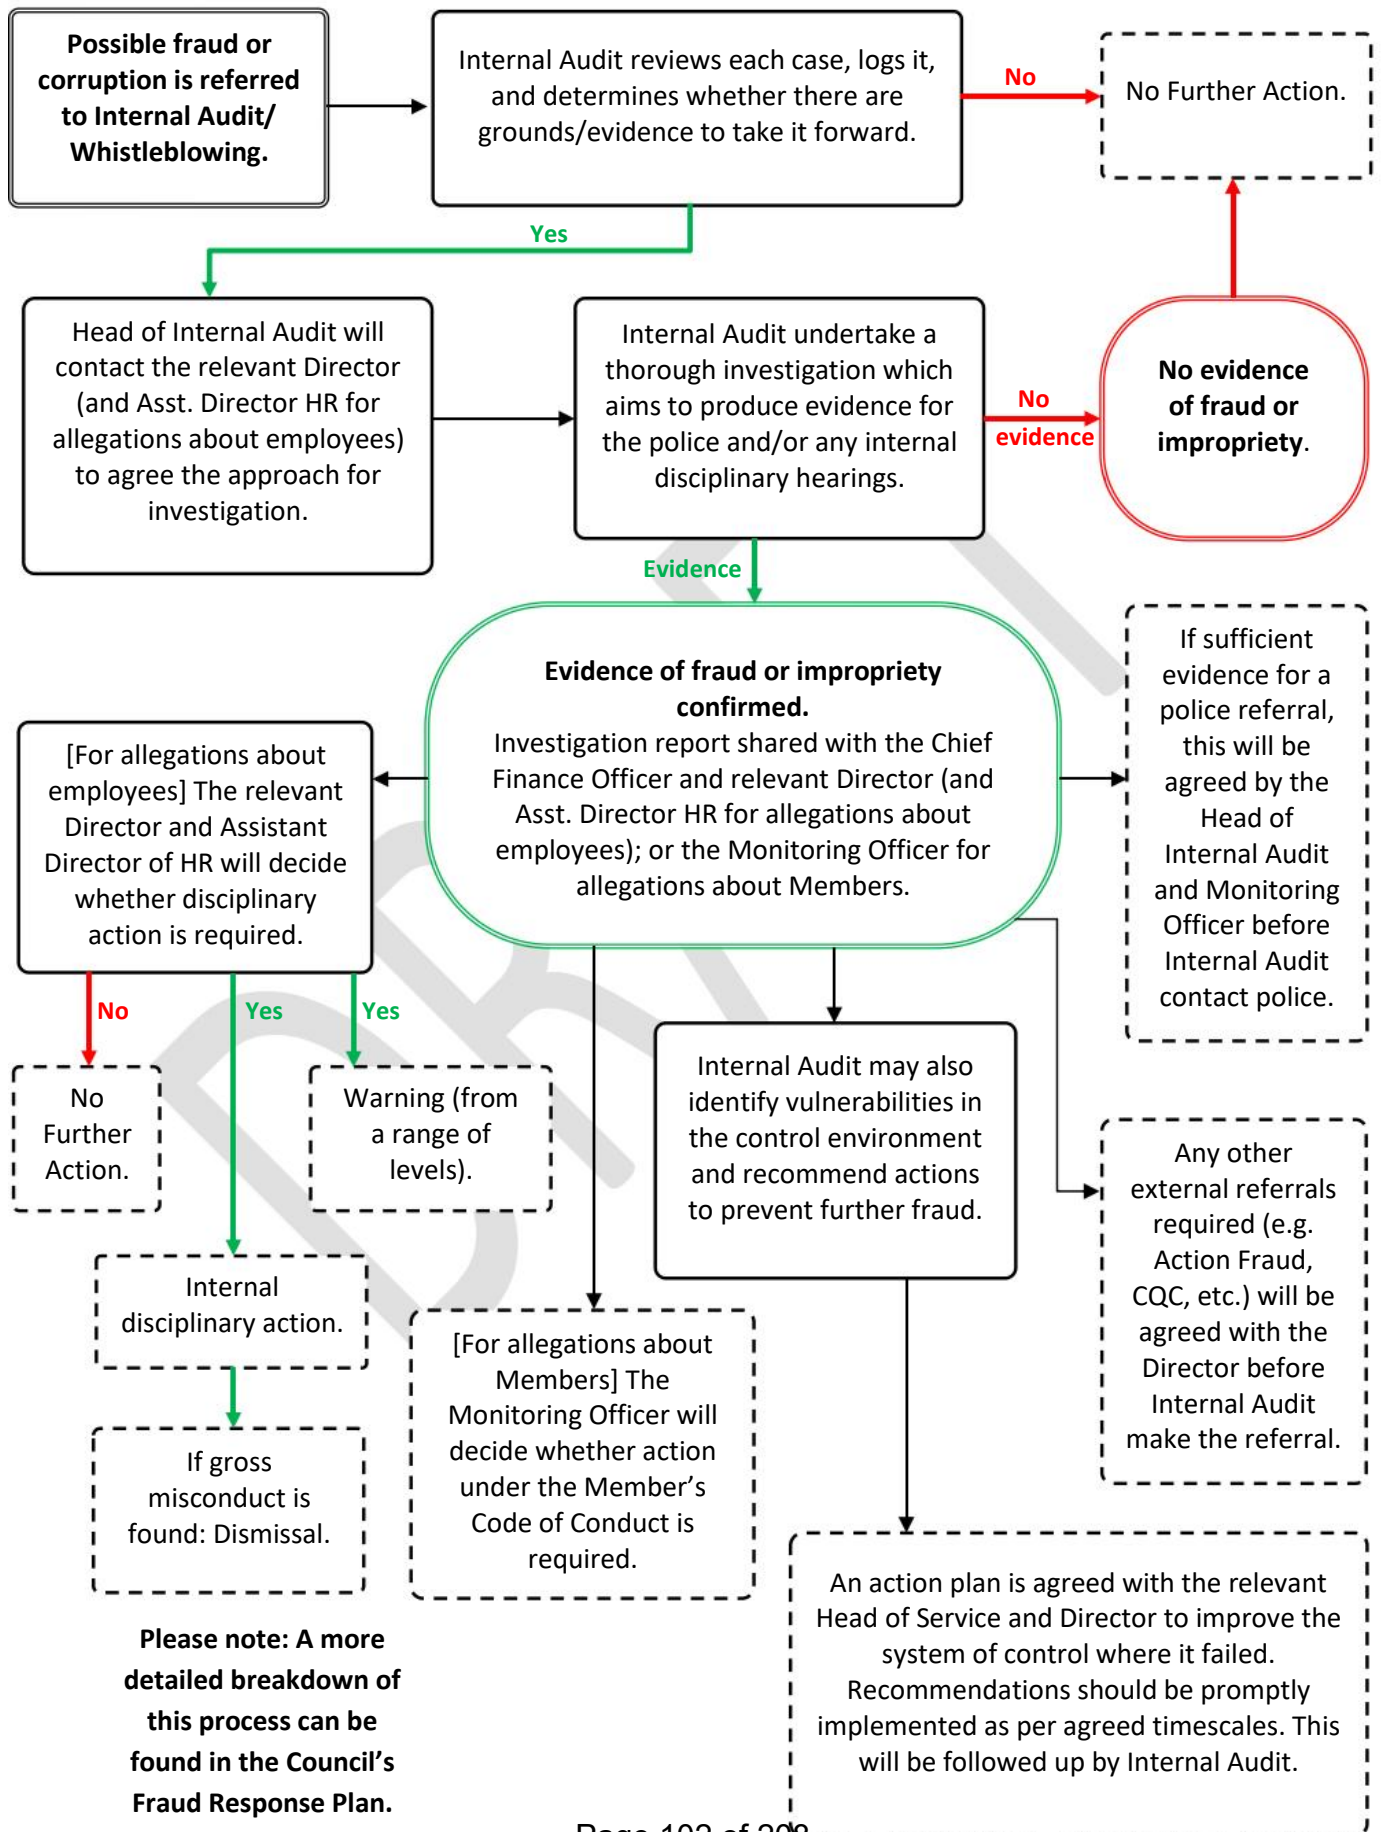 Possible fraud or
corruption is referred
to Internal Audit/
Whistleblowing.
Internal Audit reviews each case, logs it,
and determines whether there are
grounds/evidence to take it forward.
No
No Further Action.
Yes
Head of Internal Audit will
contact the relevant Director
(and Asst. Director HR for
allegations about employees)
to agree the approach for
investigation.
Internal Audit undertake a
thorough investigation which
aims to produce evidence for
the police and/or any internal
disciplinary hearings.
No
evidence
No evidence
of fraud or
impropriety.
Evidence
Evidence of fraud or impropriety
confirmed.
Investigation report shared with the Chief
Finance Officer and relevant Director (and
Asst. Director HR for allegations about
employees); or the Monitoring Officer for
allegations about Members.
If sufficient
evidence for a
police referral,
this will be
agreed by the
Head of
Internal Audit
and Monitoring
Officer before
Internal Audit
contact police.
[For allegations about
employees] The relevant
Director and Assistant
Director of HR will decide
whether disciplinary
action is required.
No
Yes
Yes
No
Further
Action.
Warning (from
a range of
levels).
Internal Audit may also
identify vulnerabilities in
the control environment
and recommend actions
to prevent further fraud.
Any other
external referrals
required (e.g.
Action Fraud,
CQC, etc.) will be
agreed with the
Director before
Internal Audit
make the referral.
Internal
disciplinary action.
[For allegations about
Members] The
Monitoring Officer will
decide whether action
under the Member’s
Code of Conduct is
required.
If gross
misconduct is
found: Dismissal.
An action plan is agreed with the relevant
Head of Service and Director to improve the
system of control where it failed.
Recommendations should be promptly
implemented as per agreed timescales. This
will be followed up by Internal Audit.
Please note: A more
detailed breakdown of
this process can be
found in the Council’s
Fraud Response Plan.
DRAFT
Page 102 of 208